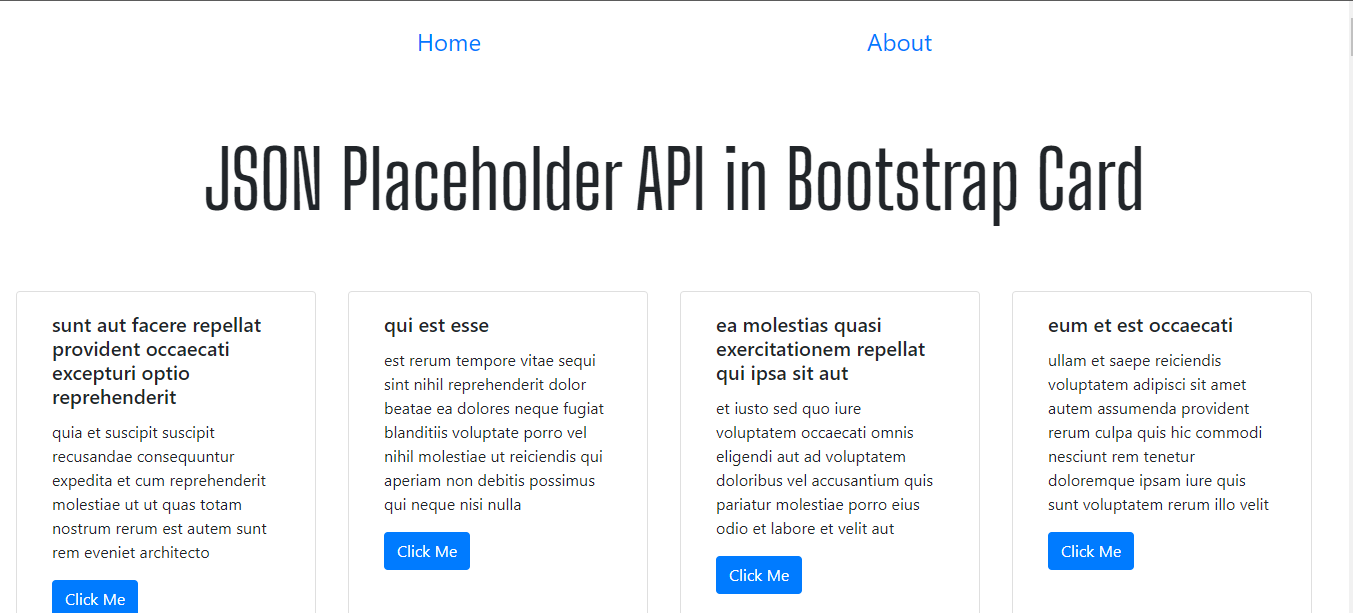 Home
About
JSON Placeholder API in Bootstrap Card
sunt aut facere repellat
provident occaecati
excepturi optio
reprehenderit
quia et suscipit suscipit
recusandae consequuntur
expedita et cum reprehenderit
molestiae ut ut quas totam
nostrum rerum est autem sunt
rem eveniet architecto
Click Me
qui est esse
est rerum tempore vitae sequi
sint nihil reprehenderit dolor
beatae ea dolores neque fugiat
blanditiis voluptate porro vel
nihil molestiae ut reiciendis qui
aperiam non debitis possimus
qui neque nisi nulla
Click Me
ea molestias quasi
exercitationem repellat
qui ipsa sit aut
et iusto sed quo iure
voluptatem occaecati omnis
eligendi aut ad voluptatem
doloribus vel accusantium quis
pariatur molestiae porro eius
odio et labore et velit aut
Click Me
eum et est occaecati
ullam et saepe reiciendis
voluptatem adipisci sit amet
autem assumenda provident
rerum culpa quis hic commodi
nesciunt rem tenetur
doloremque ipsam iure quis
sunt voluptatem rerum illo velit
Click Me